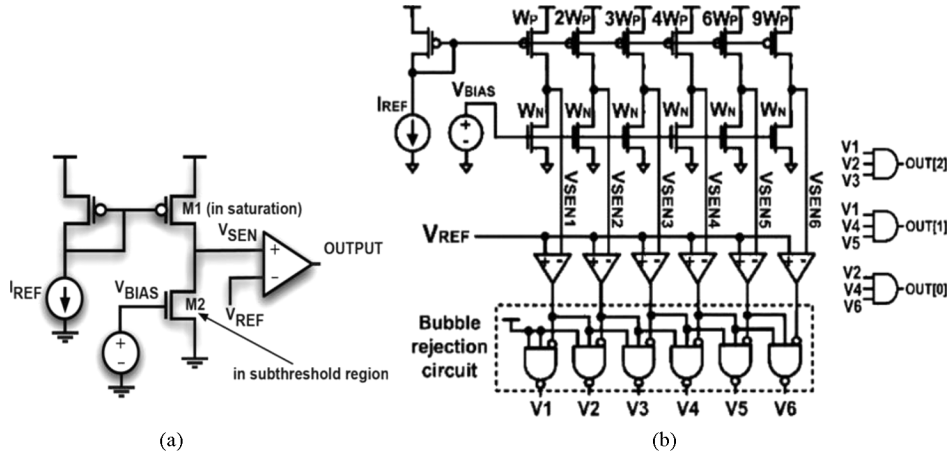 M1 (in saturation)
VSEN
OUTPUT
+
−
IREF
VBIAS
M2
VREF
+
−
in subthreshold region
(a)
WP 2WP 3WP 4WP 6WP 9WP
IREF
VBIAS
+
-
WN WN WN WN WN WN
VSEN1 VSEN2 VSEN3 VSEN4 VSEN5 VSEN6
VREF
+ - + - + - + - + - + -
Bubble
rejection
circuit
V1 V2 V3 V4 V5 V6
V1
V2
V3
OUT[2]
V1
V4
V5
OUT[1]
V2
V4
V6
OUT[0]
(b)